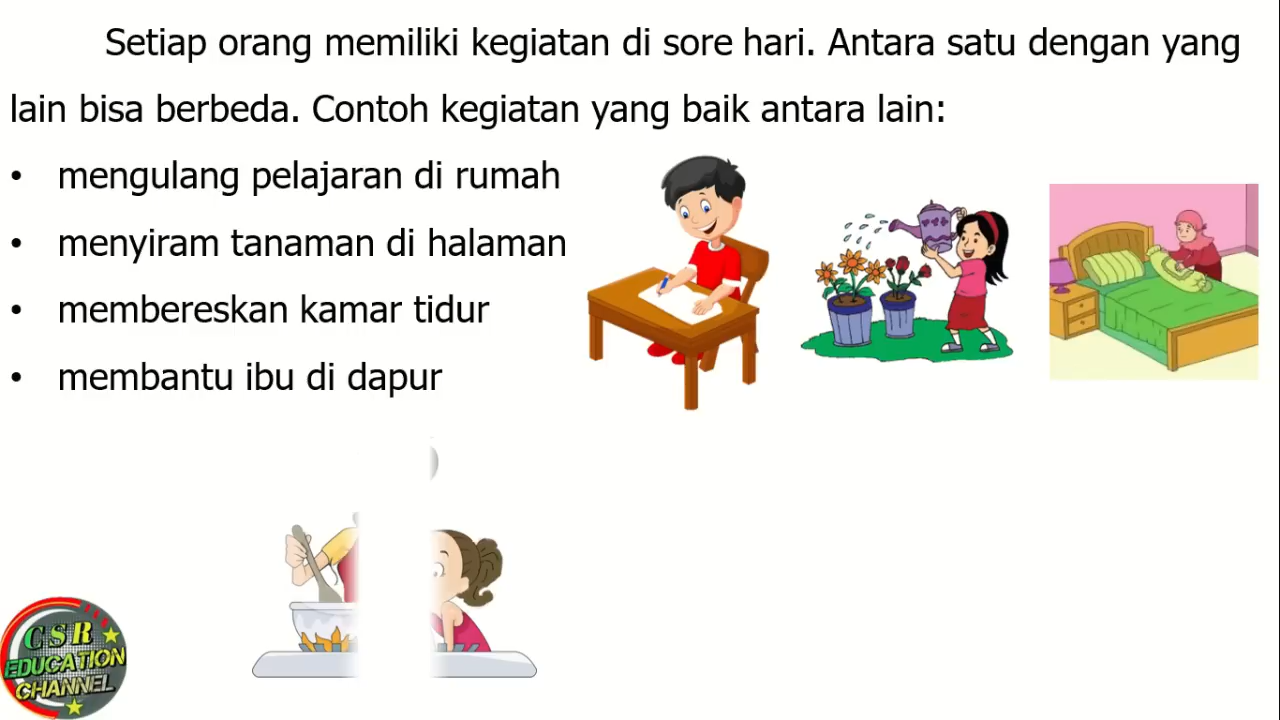 Setiap orang memiliki kegiatan di sore hari. Antara satu dengan yang
lain bisa berbeda. Contoh kegiatan yang baik antara lain:
• mengulang pelajaran di rumah
• menyiram tanaman di halaman
• membereskan kamar tidur
• membantu ibu di dapur
CSR
EDUCATION
CHANNEL